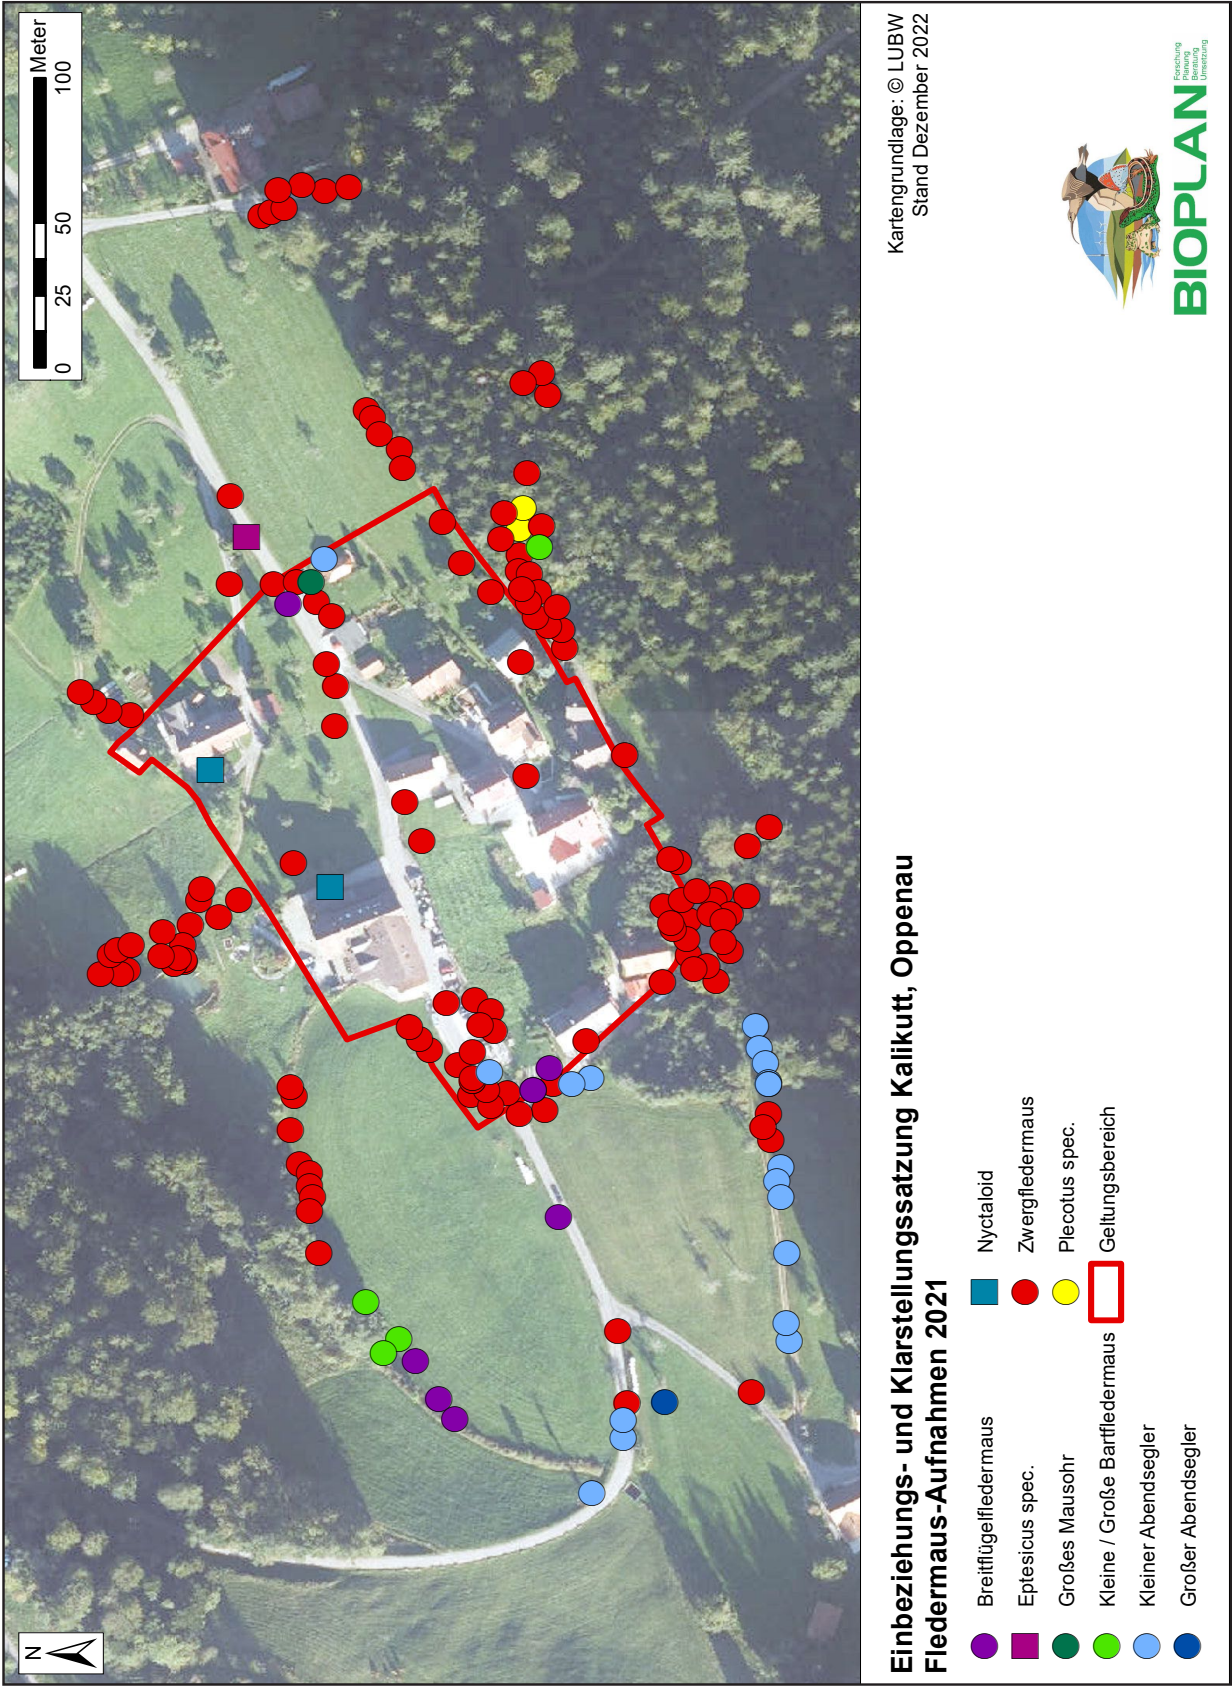 N
0 25 50 100
Meter
Einbeziehungs- und Klarstellungssatzung Kalikutt, Oppenau
Fledermaus-Aufnahmen 2021
Breitflügelfledermaus
Eptesicus spec.
Großes Mausohr
Kleine / Große Bartfledermaus
Kleiner Abendsegler
Großer Abendsegler
Nyctaloid
Zwergfledermaus
Plecotus spec.
Geltungsbereich
Kartengrundlage: © LUBW
Stand Dezember 2022
BIOPLAN
Forschung
Planung
Beratung
Umsetzung